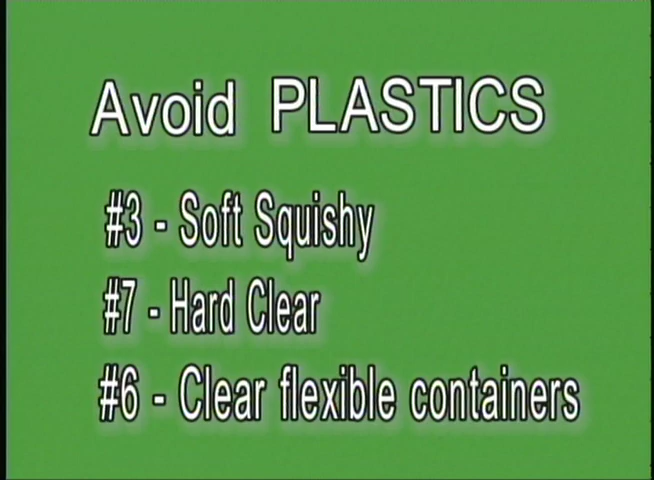 Avoid PLASTICS
#3 - Soft Squishy
#7 - Hard Clear
#6 - Clear flexible containers